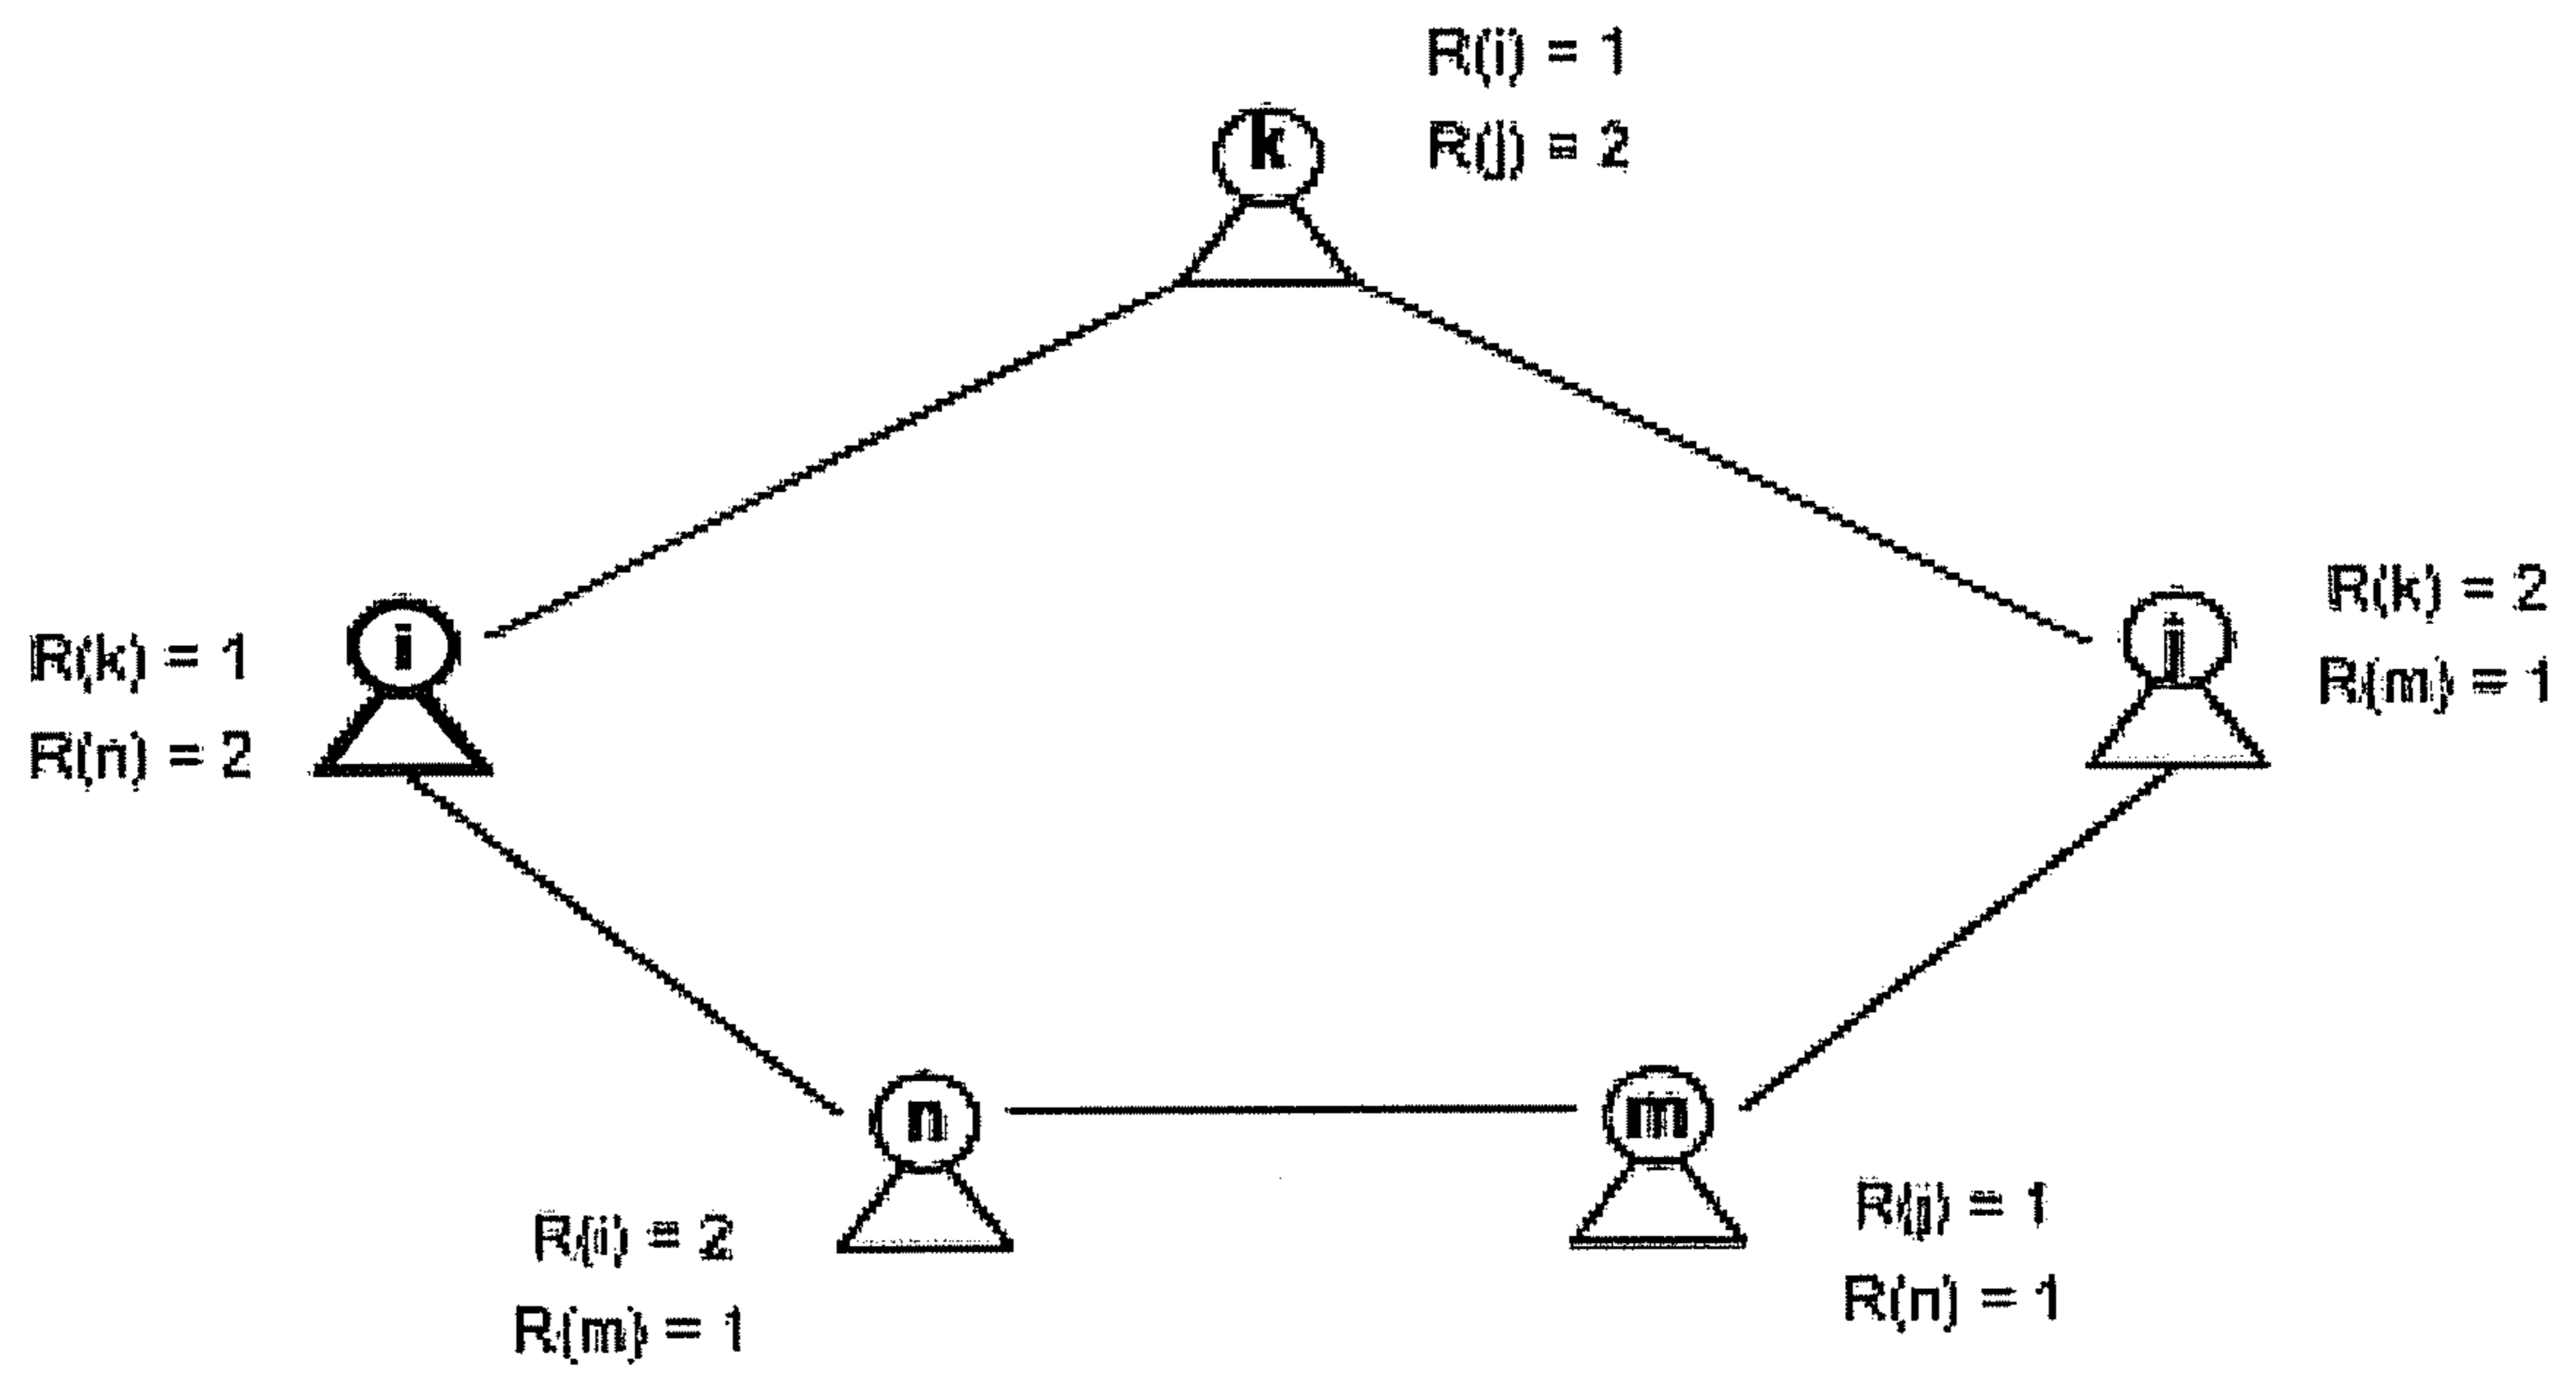 R(i) = 1
R(j) = 2
k
i
R(k) = 1
R(n) = 2
j
R(k) = 2
R(m) = 1
n
R(i) = 2
R(m) = 1
m
R(j) = 1
R(n) = 1